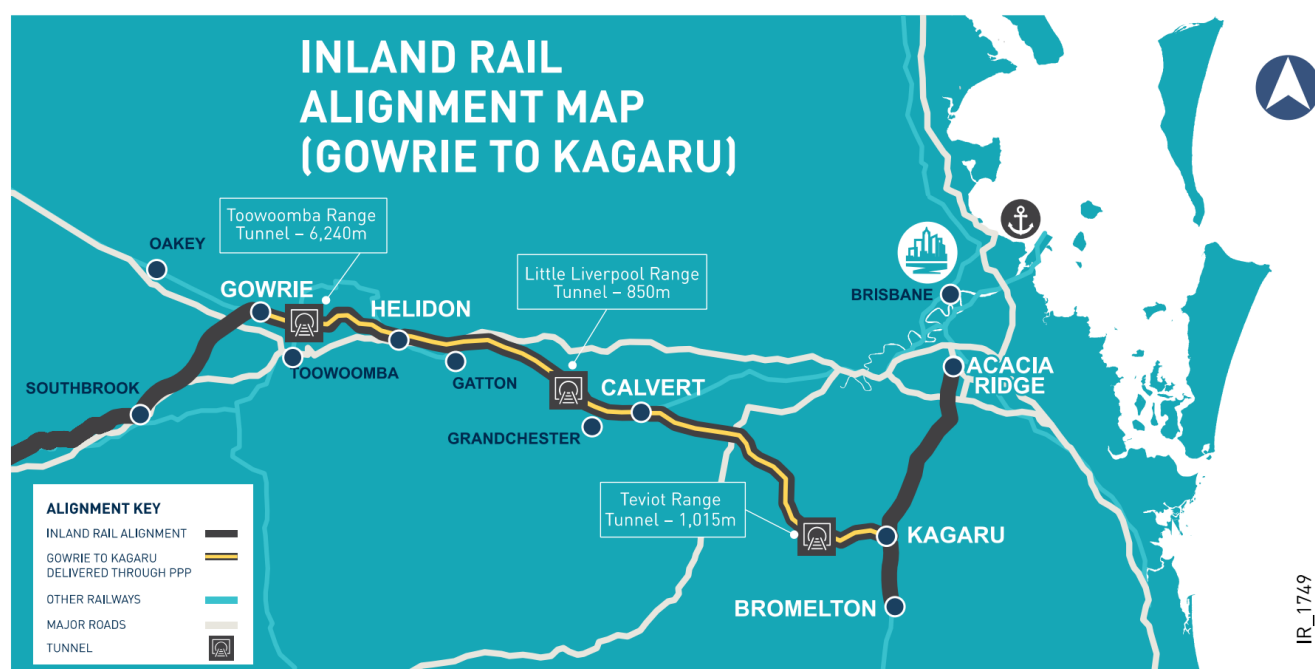 INLAND RAIL
ALIGNMENT MAP
(GOWRIE TO KAGARU)
Toowoomba Range
Tunnel – 6,240m
OAKEY
GOWRIE
HELIDON
Little Liverpool Range
Tunnel – 850m
BRISBANE
TOOWOOMBA
GATTON
CALVERT
ACACIA
RIDGE
SOUTHBROOK
GRANDCHESTER
Teviot Range
Tunnel – 1,015m
KAGARU
BROMELTON
ALIGNMENT KEY
INLAND RAIL ALIGNMENT
GOWRIE TO KAGARU
DELIVERED THROUGH PPP
OTHER RAILWAYS
MAJOR ROADS
TUNNEL
IR_1749